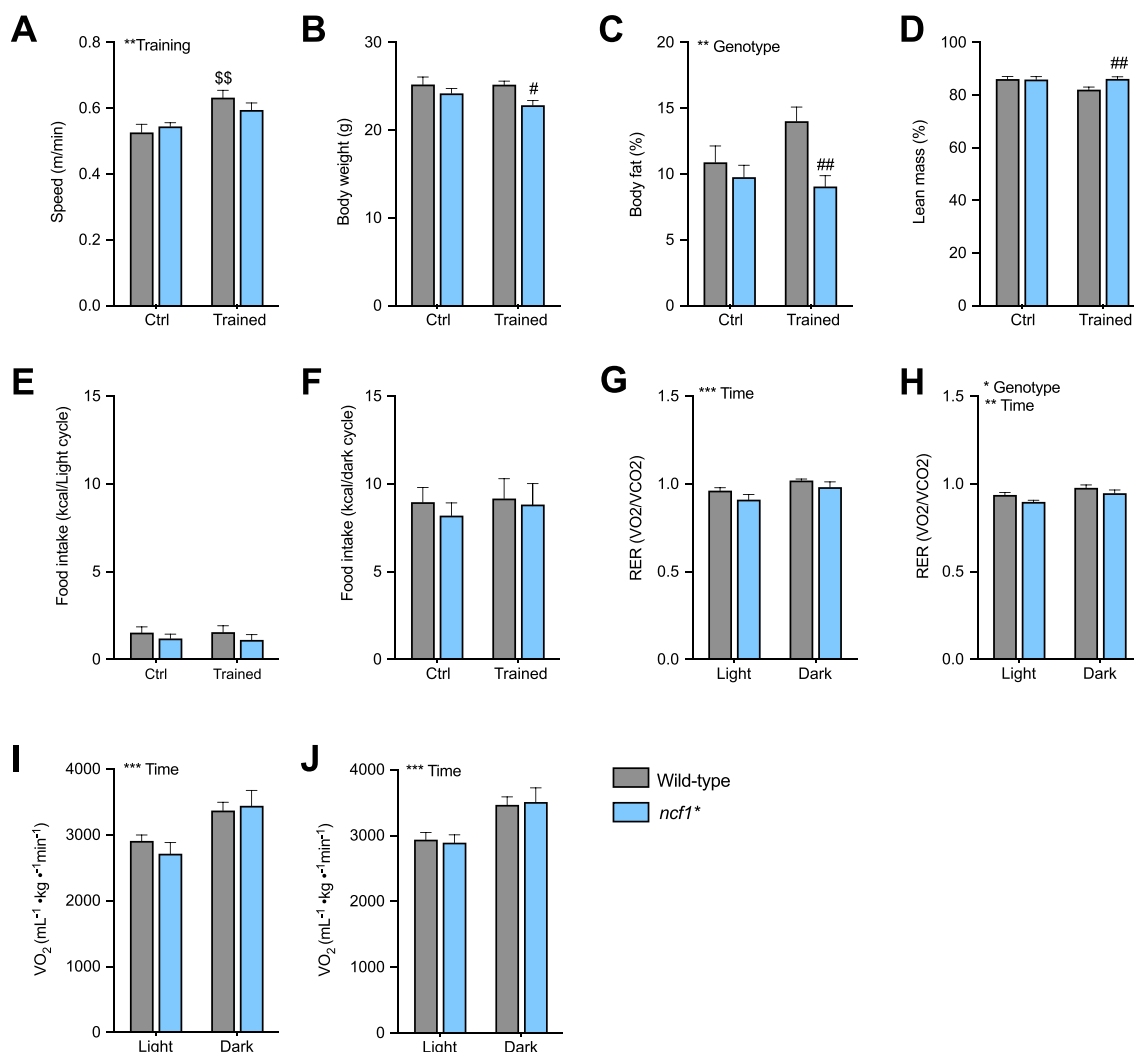 A
Speed (m/min)
**Training
$$
0.8
0.6
0.4
0.2
0.0
Ctrl Trained
B
Body weight (g)
#
30
20
10
0
Ctrl Trained
C
Body fat (%)
** Genotype
##
20
15
10
5
0
Ctrl Trained
D
Lean mass (%)
##
100
80
60
40
20
0
Ctrl Trained
E
Food intake (kcal/Light cycle)
15
10
5
0
Ctrl Trained
F
Food intake (kcal/dark cycle)
15
10
5
0
Ctrl Trained
G
RER (VO2/VCO2)
*** Time
1.5
1.0
0.5
0.0
Light Dark
H
RER (VO2/VCO2)
* Genotype
** Time
1.5
1.0
0.5
0.0
Light Dark
I
VO₂ (mL⁻¹ •kg •⁻¹min⁻¹)
*** Time
4000
3000
2000
1000
0
Light Dark
J
VO₂ (mL⁻¹ •kg •⁻¹min⁻¹)
*** Time
4000
3000
2000
1000
0
Light Dark
Wild-type
ncf1*